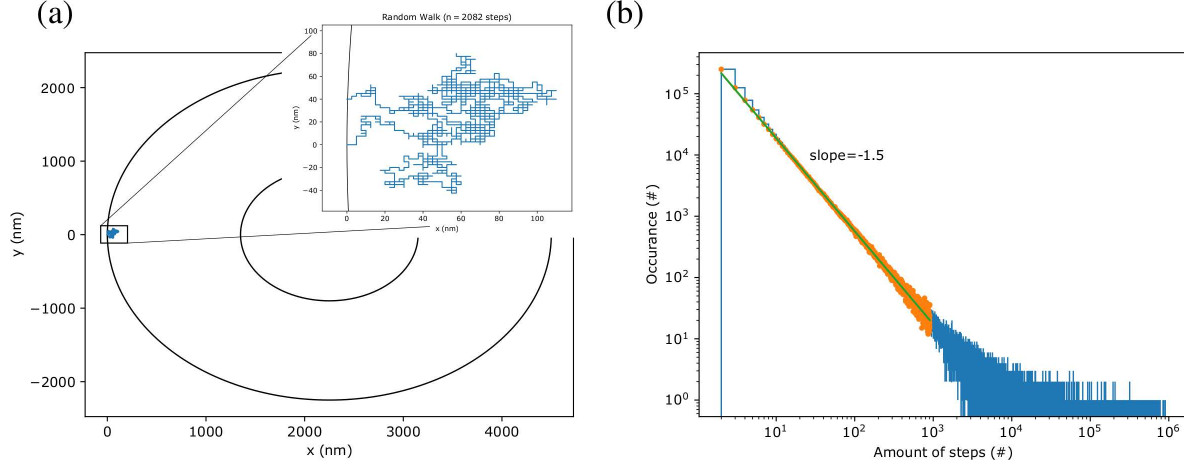 (a)
Random Walk (n = 2082 steps)
100
80
60
40
20
0
−20
−40
y (nm)
0 20 40 60 80 100
x (nm)
2000
1000
0
−1000
−2000
y (nm)
0 1000 2000 3000 4000
x (nm)
(b)
10^5
10^4
10^3
10^2
10^1
10^0
Occurance (#)
slope=-1.5
10^1 10^2 10^3 10^4 10^5 10^6
Amount of steps (#)